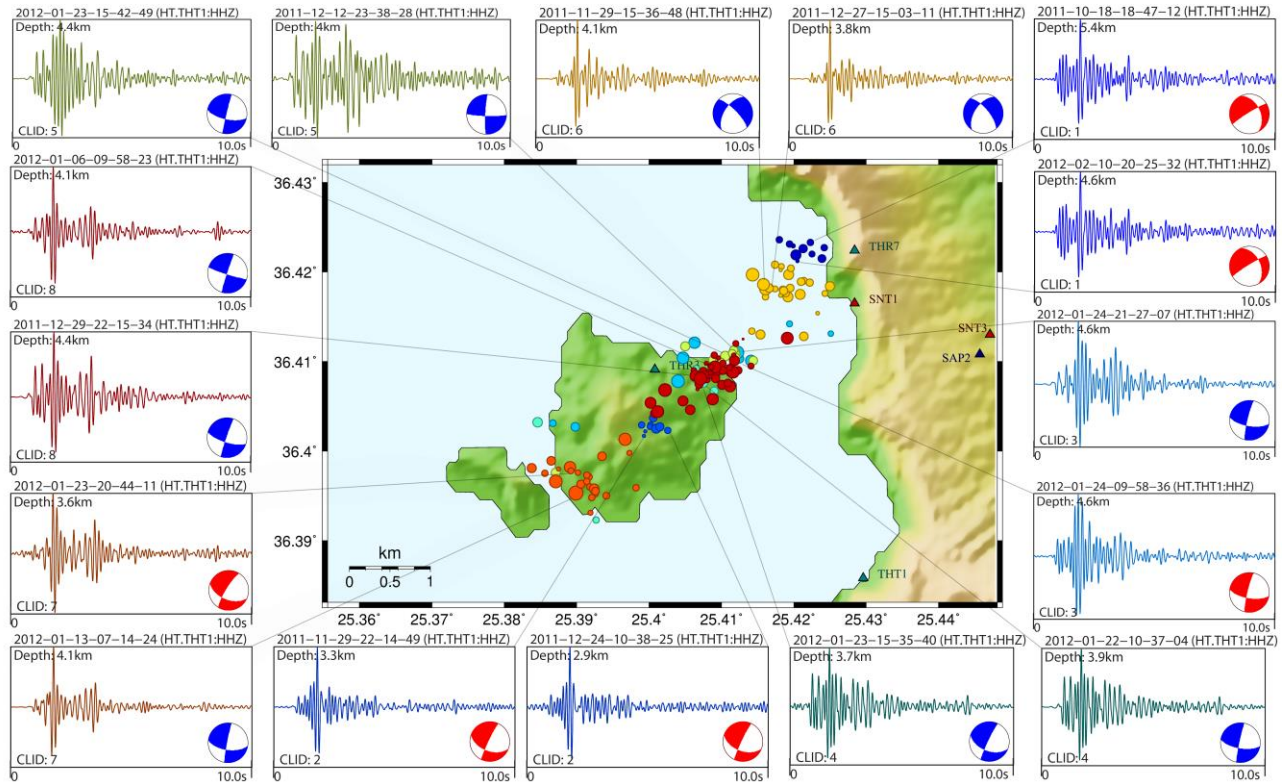 2012−01−23−15−42−49 (HT.THT1:HHZ)
Depth: 4.4km
CLID: 5
0
10.0s
2011−12−12−23−38−28 (HT.THT1:HHZ)
Depth: 4km
CLID: 5
0
10.0s
2011−11−29−15−36−48 (HT.THT1:HHZ)
Depth: 4.1km
CLID: 6
0
10.0s
2011−12−27−15−03−11 (HT.THT1:HHZ)
Depth: 3.8km
CLID: 6
0
10.0s
2011−10−18−18−47−12 (HT.THT1:HHZ)
Depth: 5.4km
CLID: 1
0
10.0s
2012−01−06−09−58−23 (HT.THT1:HHZ)
Depth: 4.1km
CLID: 8
0
10.0s
2012−02−10−20−25−32 (HT.THT1:HHZ)
Depth: 4.6km
CLID: 1
0
10.0s
2011−12−29−22−15−34 (HT.THT1:HHZ)
Depth: 4.4km
CLID: 8
0
10.0s
2012−01−24−21−27−07 (HT.THT1:HHZ)
Depth: 4.6km
CLID: 3
0
10.0s
2012−01−23−20−44−11 (HT.THT1:HHZ)
Depth: 3.6km
CLID: 7
0
10.0s
2012−01−24−09−58−36 (HT.THT1:HHZ)
Depth: 4.6km
CLID: 3
0
10.0s
36.43˚
36.42˚
36.41˚
36.4˚
36.39˚
THR7
SNT1
SNT3
SAP2
THT1
km
0 0.5 1
25.36˚ 25.37˚ 25.38˚ 25.39˚ 25.4˚ 25.41˚ 25.42˚ 25.43˚ 25.44˚
2012−01−13−07−14−24 (HT.THT1:HHZ)
Depth: 4.1km
CLID: 7
0
10.0s
2011−11−29−22−14−49 (HT.THT1:HHZ)
Depth: 3.3km
CLID: 2
0
10.0s
2011−12−24−10−38−25 (HT.THT1:HHZ)
Depth: 2.9km
CLID: 2
0
10.0s
2012−01−23−15−35−40 (HT.THT1:HHZ)
Depth: 3.7km
CLID: 4
0
10.0s
2012−01−22−10−37−04 (HT.THT1:HHZ)
Depth: 3.9km
CLID: 4
0
10.0s